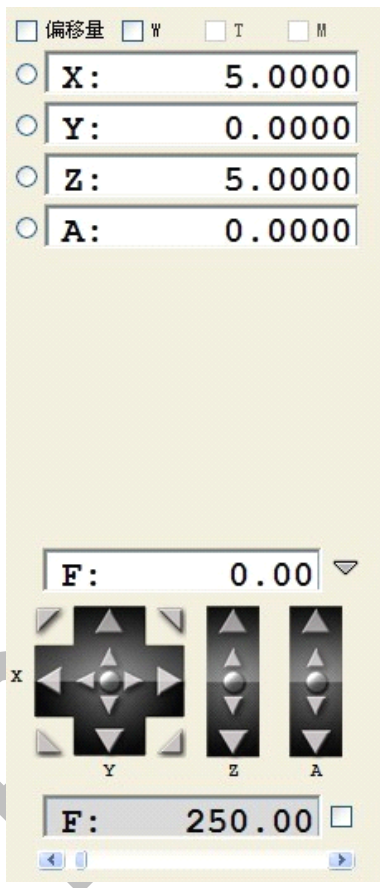 偏移量 W T M
X: 5.0000
Y: 0.0000
Z: 5.0000
A: 0.0000
F: 0.00
X
Y Z A
F: 250.00